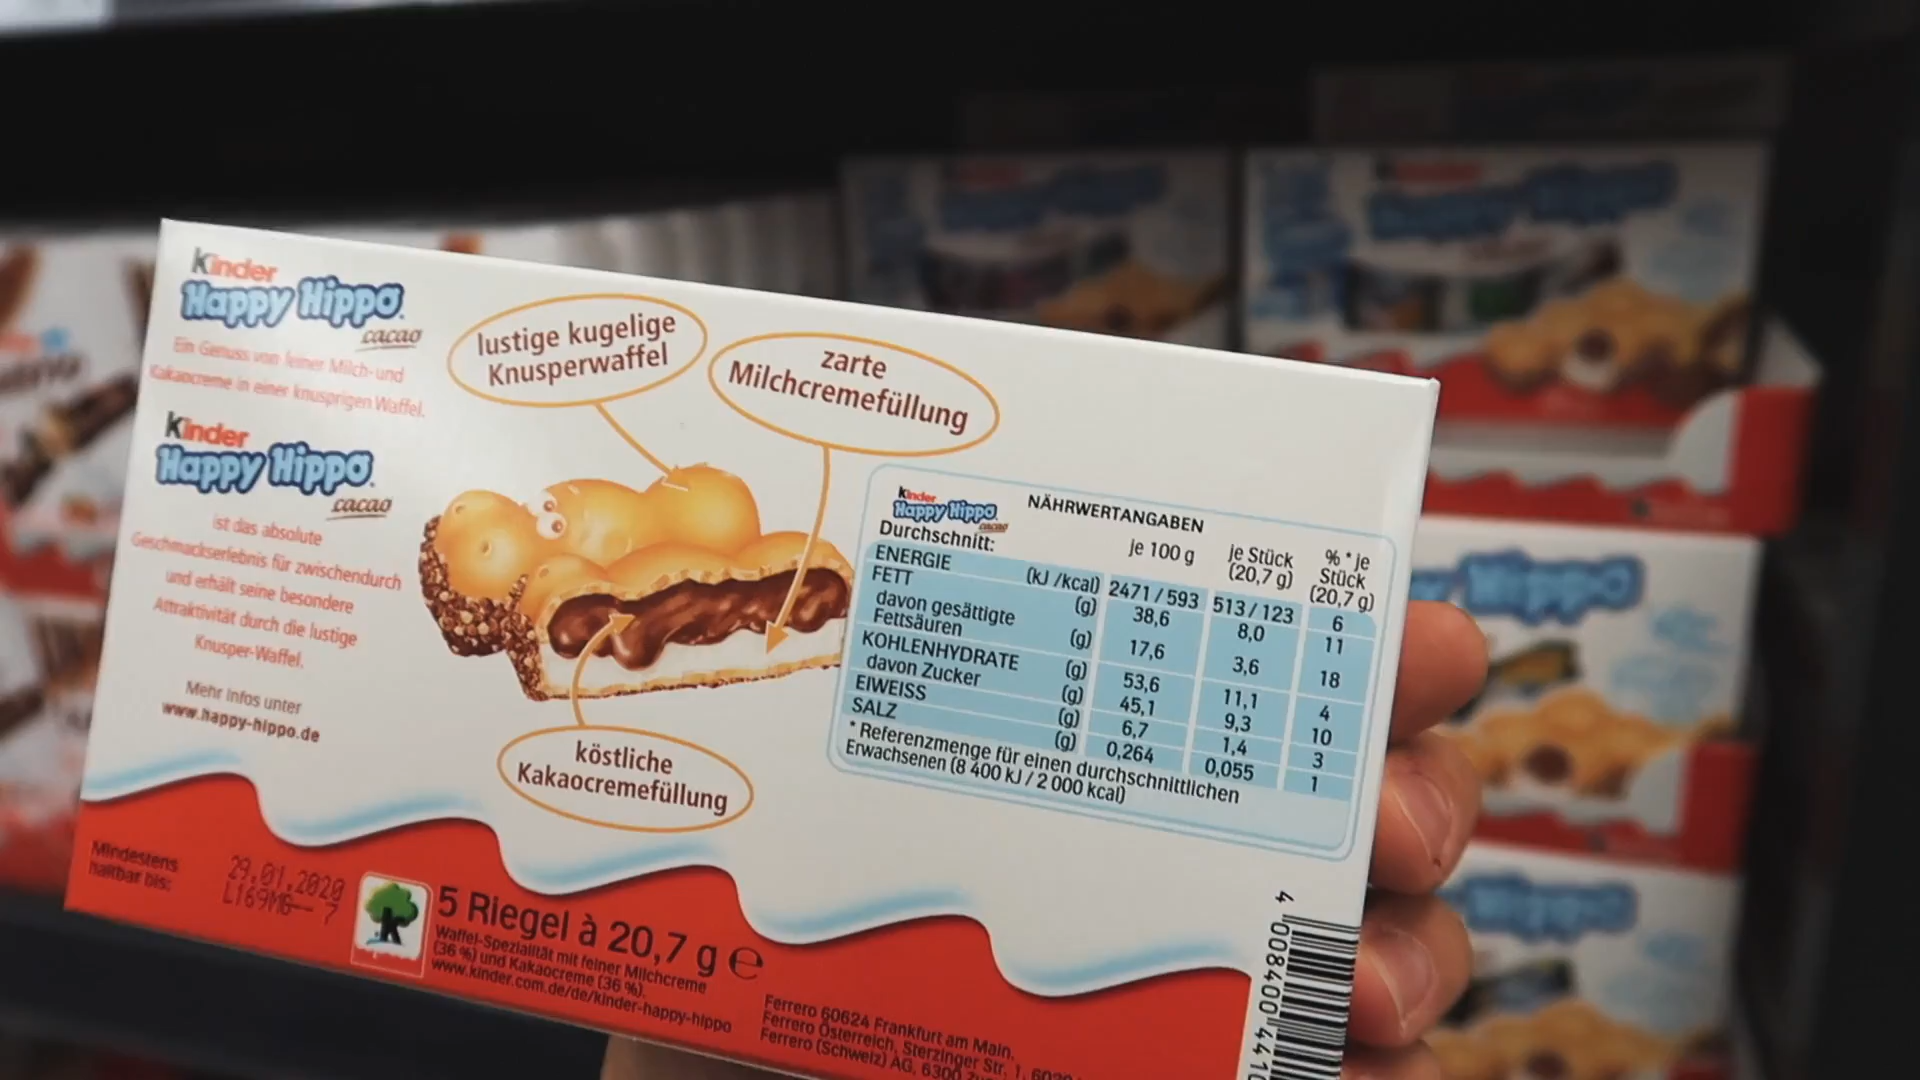 Kinder
Happy Hippo
cacao
Ein Genuss von feiner Milch-und
Kakaocreme in einer knusprigen Waffel.
Kinder
Happy Hippo
cacao
ist das absolute
Geschmackserlebnis für zwischendurch
und erhält seine besondere
Attraktivität durch die lustige
Knusper-Waffel.
Mehr Infos unter
www.happy-hippo.de
lustige kugelige
Knusperwaffel
zarte
Milchcremefüllung
köstliche
Kakaocremefüllung
Kinder
Happy Hippo
cacao
NÄHRWERTANGABEN
Durchschnitt: je 100 g je Stück (20,7 g) %* je Stück (20,7 g)
ENERGIE (kJ/kcal) 2471/593 513/123 6
FETT (g) 38,6 8,0 11
davon gesättigte
Fettsäuren (g) 17,6 3,6 18
KOHLENHYDRATE (g) 53,6 11,1 4
davon Zucker (g) 45,1 9,3 10
EIWEISS (g) 6,7 1,4 3
SALZ (g) 0,264 0,055 1
* Referenzmenge für einen durchschnittlichen
Erwachsenen (8 400 kJ / 2 000 kcal)
Mindestens
haltbar bis:
29.01.2020
L169MG-- 7
k
5 Riegel à 20,7 g e
Waffel-Spezialität mit feiner Milchcreme
(36 %) und Kakaocreme (36 %).
www.kinder.com.de/de/kinder-happy-hippo
Ferrero 60624 Frankfurt am Main.
Ferrero Österreich, Sterzinger Str. 1,
Ferrero (Schweiz) AG, 6300
4 008400 4410
Hippo